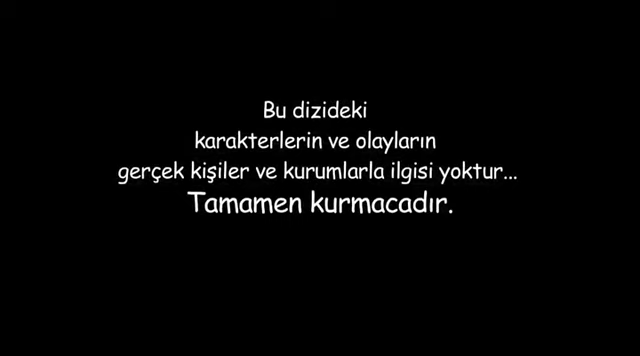 Bu dizideki
karakterlerin ve olayların
gerçek kişiler ve kurumlarla ilgisi yoktur...
Tamamen kurmacadır.